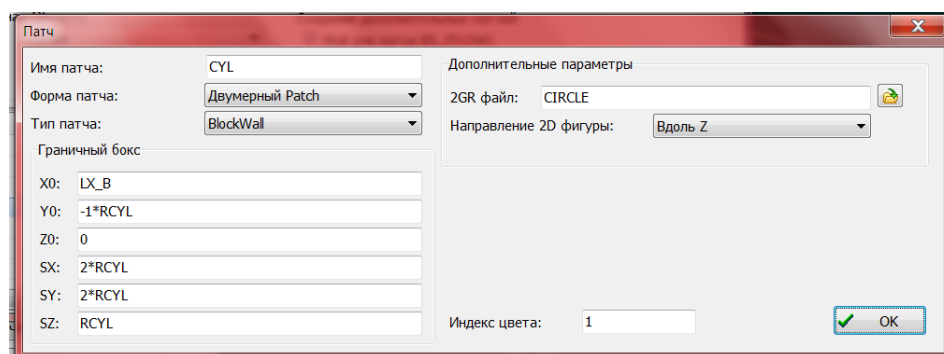 Патч
Имя патча: CYL
Форма патча: Двумерный Patch
Тип патча: BlockWall
Граничный бокс
X0: LX_B
Y0: -1*RCYL
Z0: 0
SX: 2*RCYL
SY: 2*RCYL
SZ: RCYL
Дополнительные параметры
2GR файл: CIRCLE
Направление 2D фигуры: Вдоль Z
Индекс цвета: 1
OK